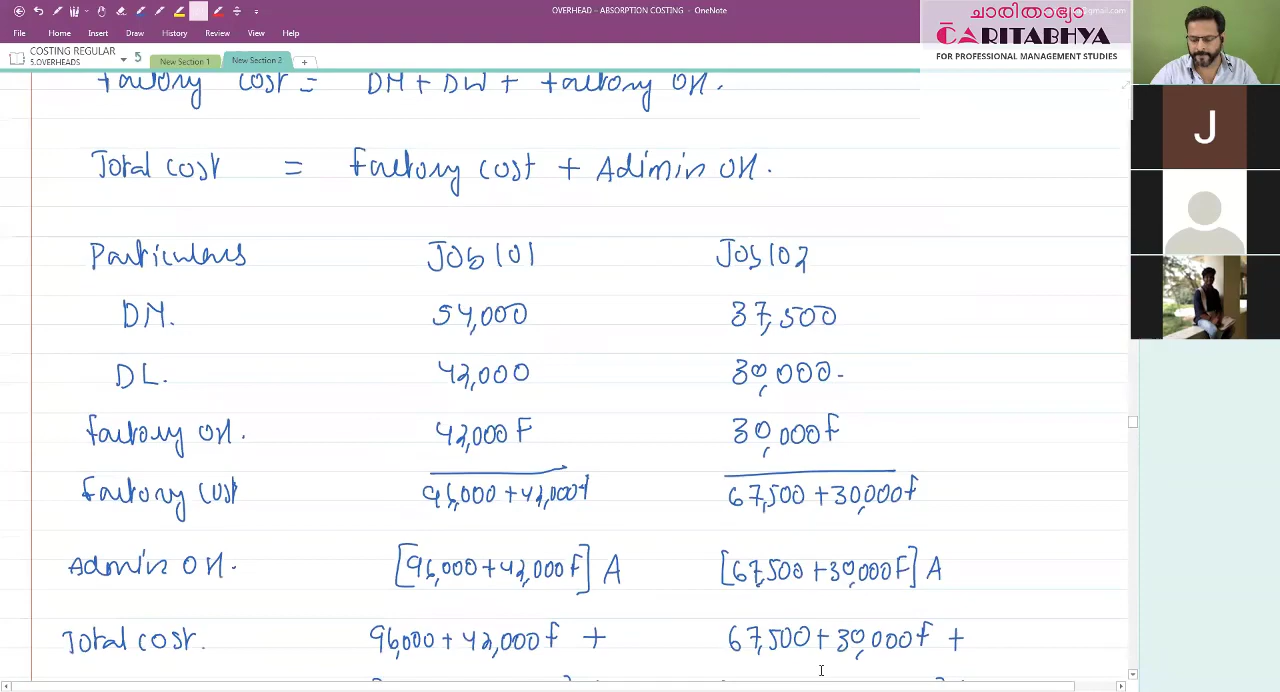 OVERHEAD – ABSORPTION COSTING - OneNote
ചാരിതാഭ്യാ
CARITABHYA
FOR PROFESSIONAL MANAGEMENT STUDIES
File Home Insert Draw History Review View Help
COSTING REGULAR
5.OVERHEADS
5
New Section 1
New Section 2
+
factory cost = DM + DW + factory OH.
Total cost = factory cost + Admin OH.
Particulars Job 101 Job 102
DM. 54,000 37,500
DL. 42,000 30,000
factory OH. 42,000 F 30,000 F
factory cost 96,000 + 42,000 f 67,500 + 30,000 f
Admin OH. [96,000 + 42,000 F] A [67,500 + 30,000 F] A
Total cost. 96,000 + 42,000 f + 67,500 + 30,000 f +
J